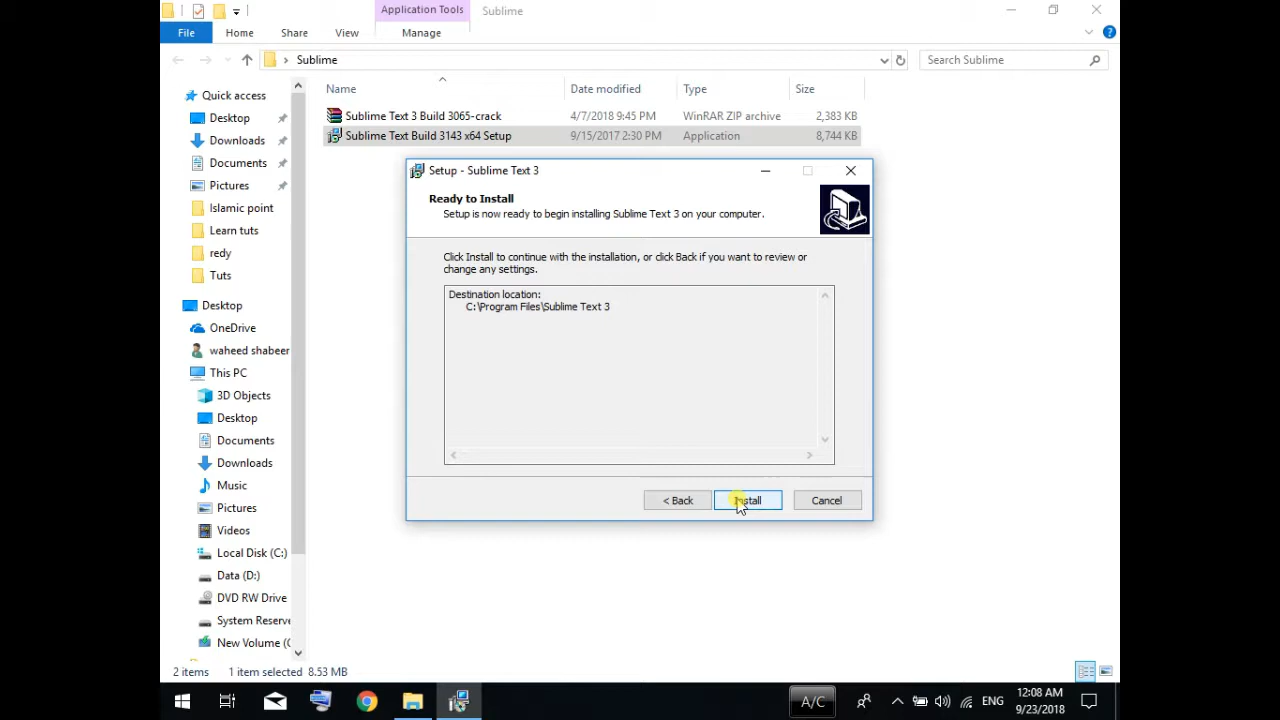 Application Tools
Sublime
File
Home
Share
View
Manage
Sublime
Search Sublime
Name
Date modified
Type
Size
Sublime Text 3 Build 3065-crack
4/7/2018 9:45 PM
WinRAR ZIP archive
2,383 KB
Sublime Text Build 3143 x64 Setup
9/15/2017 2:30 PM
Application
8,744 KB
Quick access
Desktop
Downloads
Documents
Pictures
Islamic point
Learn tuts
redy
Tuts
Desktop
OneDrive
waheed shabeer
This PC
3D Objects
Desktop
Documents
Downloads
Music
Pictures
Videos
Local Disk (C:)
Data (D:)
DVD RW Drive
System Reserve
New Volume (
Setup - Sublime Text 3
Ready to Install
Setup is now ready to begin installing Sublime Text 3 on your computer.
Click Install to continue with the installation, or click Back if you want to review or
change any settings.
Destination location:
C:\Program Files\Sublime Text 3
< Back
Install
Cancel
2 items
1 item selected
8.53 MB
A/C
ENG
12:08 AM
9/23/2018